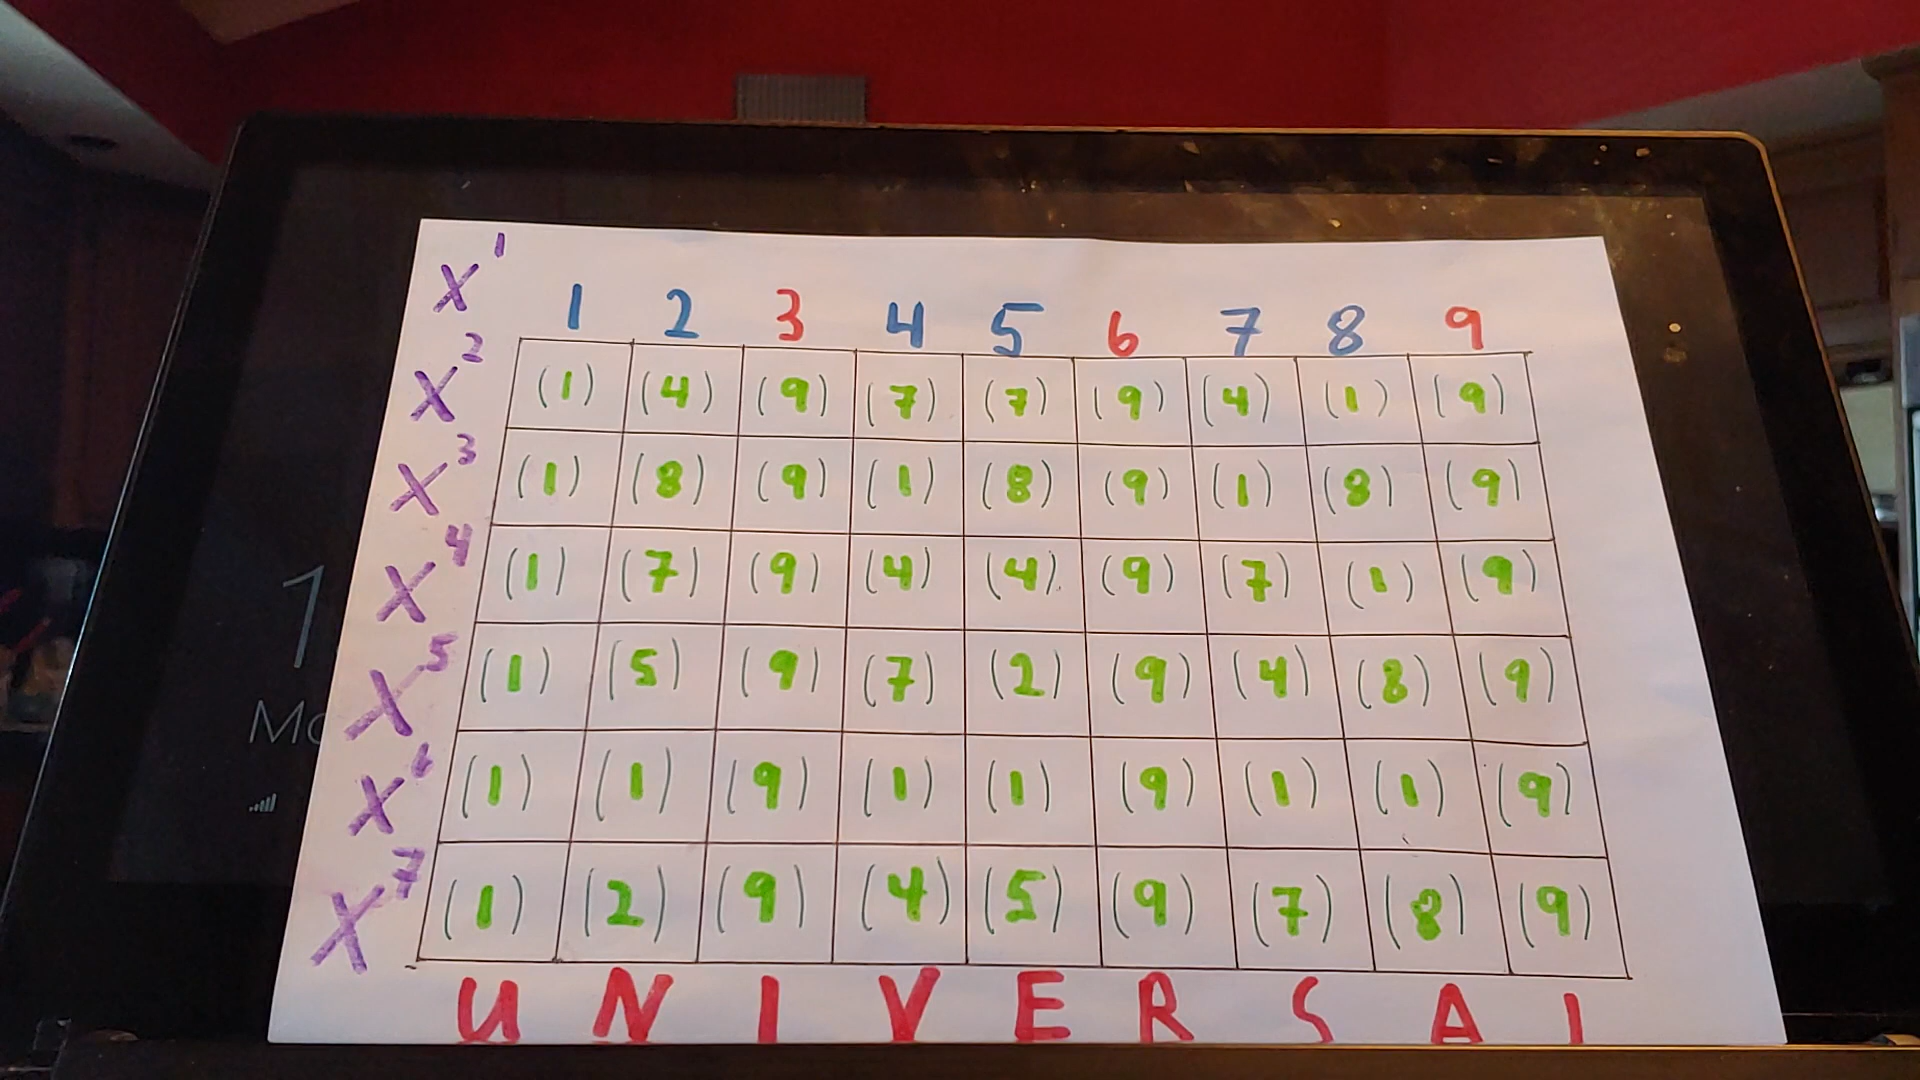 X¹ 1 2 3 4 5 6 7 8 9
X² (1) (4) (9) (7) (7) (9) (4) (1) (9)
X³ (1) (8) (9) (1) (8) (9) (1) (8) (9)
X⁴ (1) (7) (9) (4) (4) (9) (7) (1) (9)
X⁵ (1) (5) (9) (7) (2) (9) (4) (8) (9)
X⁶ (1) (1) (9) (1) (1) (9) (1) (1) (9)
X⁷ (1) (2) (9) (4) (5) (9) (7) (8) (9)
U N I V E R S A L
1
Mo